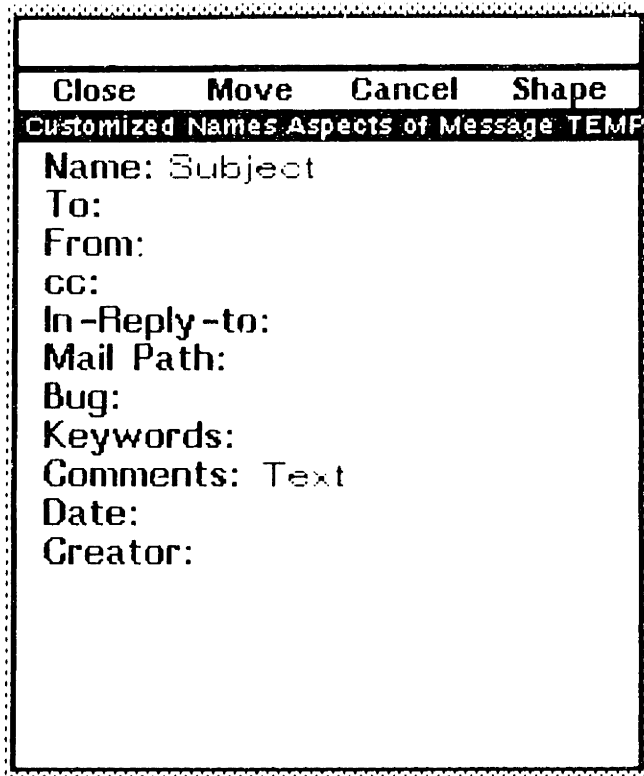 Close Move Cancel Shape
Customized Names Aspects of Message TEMP
Name: Subject
To:
From:
cc:
In-Reply-to:
Mail Path:
Bug:
Keywords:
Comments: Text
Date:
Creator: